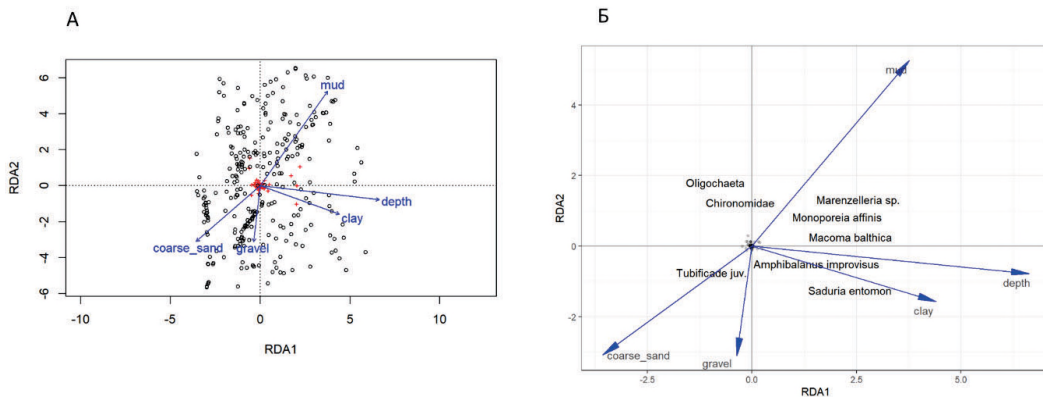 А
RDA2
6
4
2
0
-2
-4
-6
mud
depth
clay
coarse_sand
gravel
-10
-5
0
5
10
RDA1
Б
RDA2
4
2
0
-2
mud
Oligochaeta
Chironomidae
Marenzelleria sp.
Monoporeia affinis
Macoma balthica
Amphibalanus improvisus
Tubificade juv.
Saduria entomon
depth
clay
coarse_sand
gravel
-2.5
0.0
2.5
5.0
RDA1